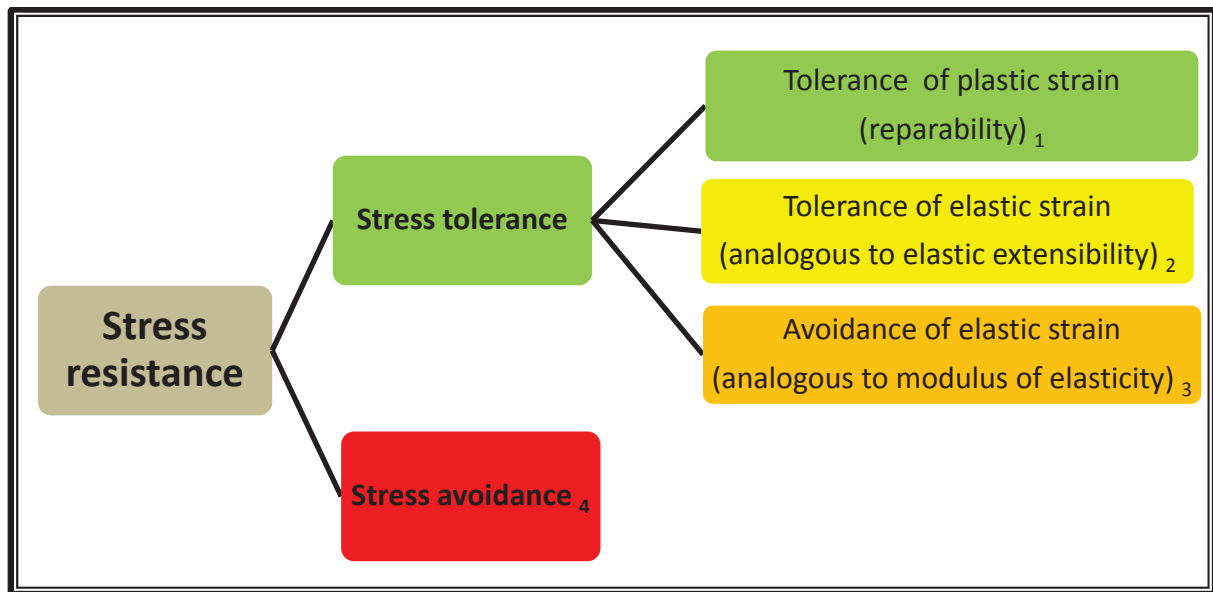 Tolerance of plastic strain
(reparability) 1
Stress tolerance
Tolerance of elastic strain
(analogous to elastic extensibility) 2
Stress
resistance
Avoidance of elastic strain
(analogous to modulus of elasticity) 3
Stress avoidance 4